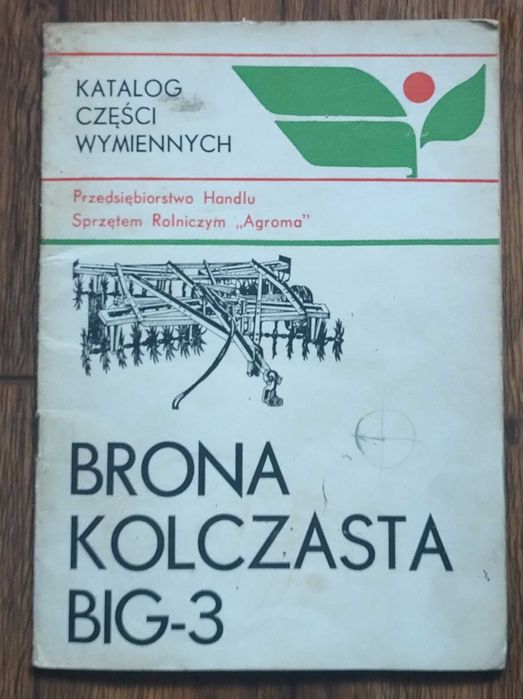 KATALOG
CZĘŚCI
WYMIENNYCH
Przedsiębiorstwo Handlu
Sprzętem Rolniczym „Agroma"
BRONA
KOLCZASTA
BIG-3